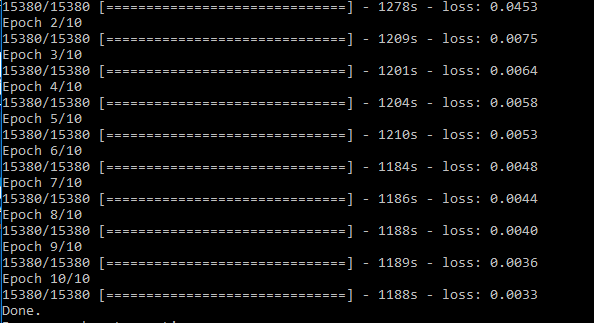 15380/15380 [==============================] - 1278s - loss: 0.0453
Epoch 2/10
15380/15380 [==============================] - 1209s - loss: 0.0075
Epoch 3/10
15380/15380 [==============================] - 1201s - loss: 0.0064
Epoch 4/10
15380/15380 [==============================] - 1204s - loss: 0.0058
Epoch 5/10
15380/15380 [==============================] - 1210s - loss: 0.0053
Epoch 6/10
15380/15380 [==============================] - 1184s - loss: 0.0048
Epoch 7/10
15380/15380 [==============================] - 1186s - loss: 0.0044
Epoch 8/10
15380/15380 [==============================] - 1188s - loss: 0.0040
Epoch 9/10
15380/15380 [==============================] - 1189s - loss: 0.0036
Epoch 10/10
15380/15380 [==============================] - 1188s - loss: 0.0033
Done.